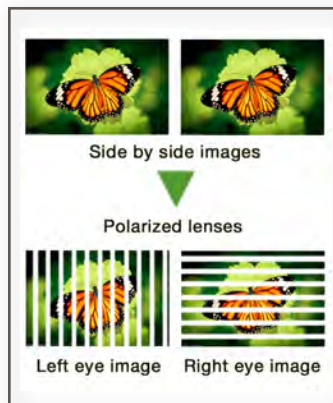 Side by side images
Polarized lenses
Left eye image
Right eye image